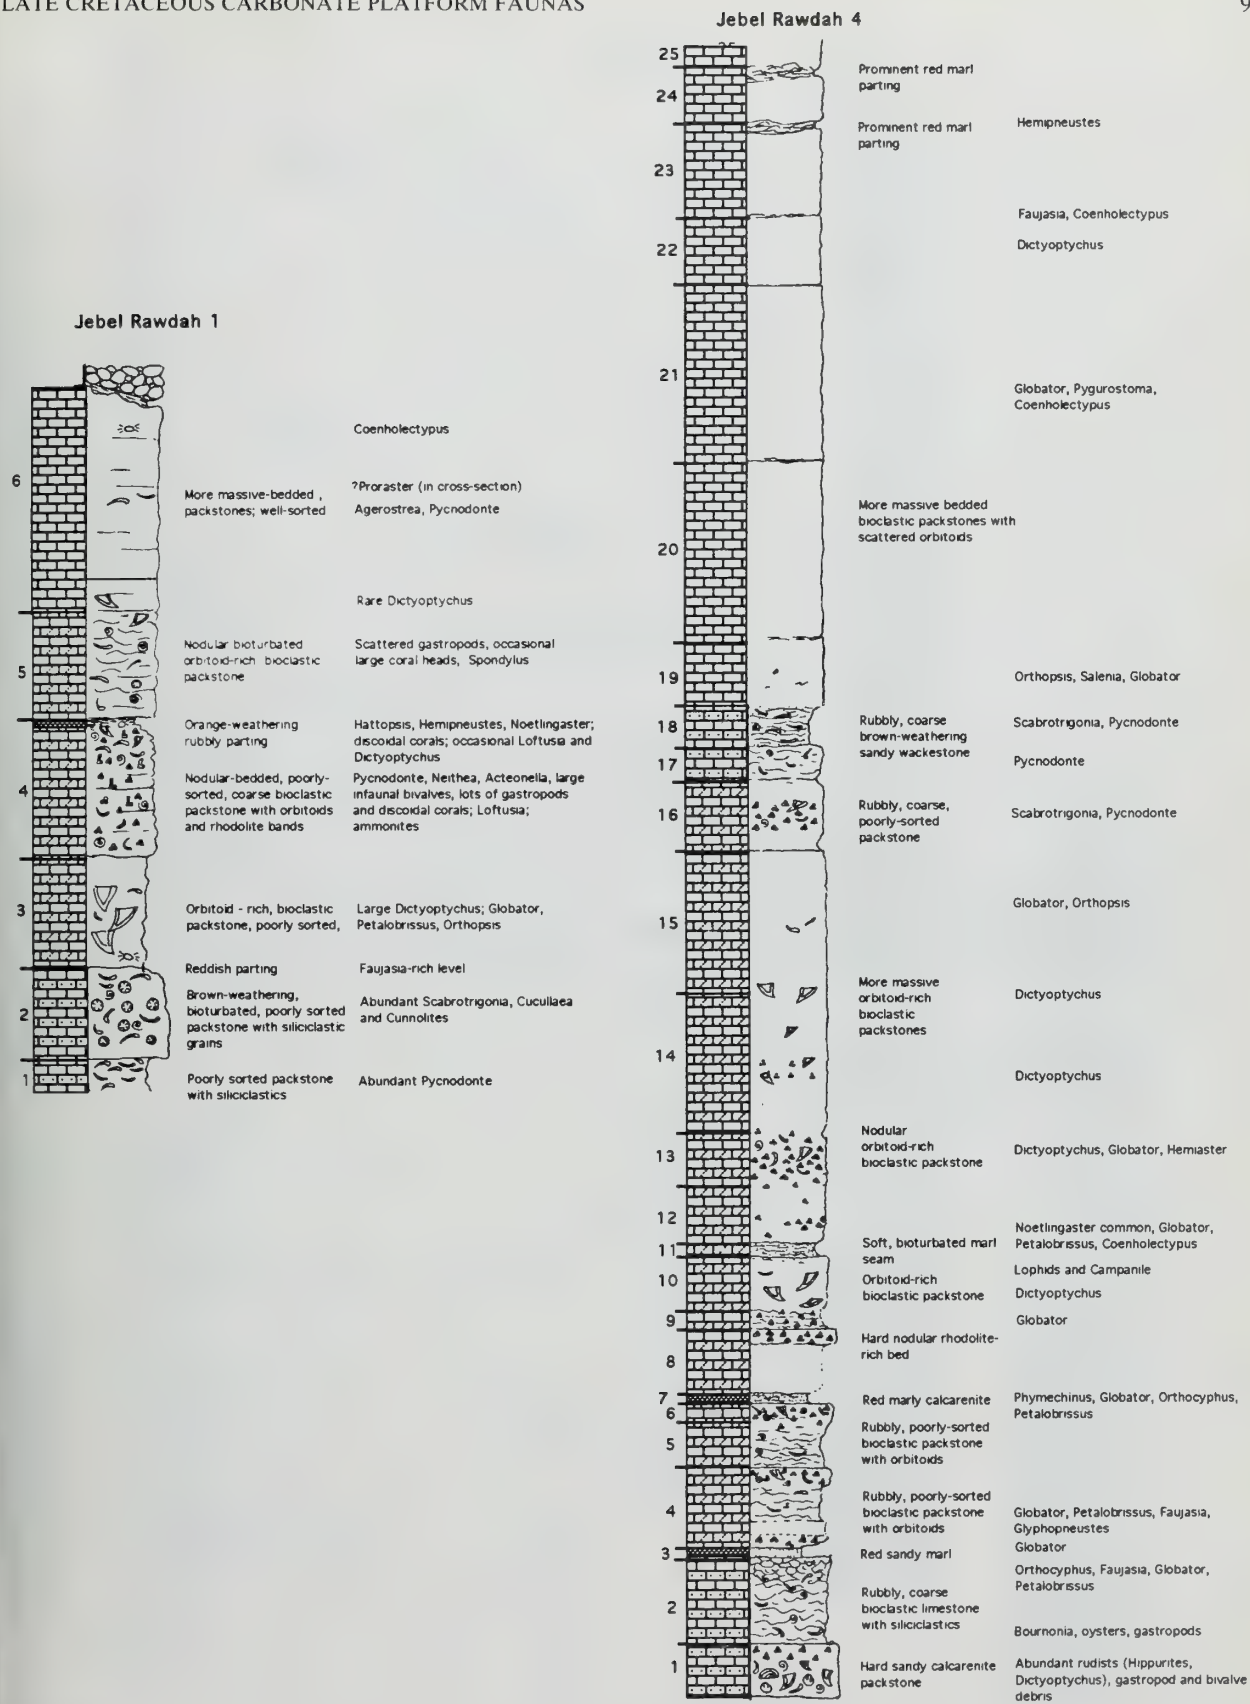 LATE CRETACEOUS CARBONATE PLATFORM FAUNAS
9
Jebel Rawdah 1
6
Coenholectypus
?Proraster (in cross-section)
More massive-bedded ,
packstones; well-sorted
Agerostrea, Pycnodonte
Rare Dictyoptychus
5
Nodular bioturbated
orbitoid-rich bioclastic
packstone
Scattered gastropods, occasional
large coral heads, Spondylus
Orange-weathering
rubbly parting
Hattopsis, Hemipneustes, Noetlingaster;
discoidal corals; occasional Loftusia and
Dictyoptychus
4
Nodular-bedded, poorly-
sorted, coarse bioclastic
packstone with orbitoids
and rhodolite bands
Pycnodonte, Neithea, Acteonella, large
infaunal bivalves, lots of gastropods
and discoidal corals; Loftusia;
ammonites
3
Orbitoid - rich, bioclastic
packstone, poorly sorted,
Large Dictyoptychus; Globator,
Petalobrissus, Orthopsis
Reddish parting
Faujasia-rich level
2
Brown-weathering,
bioturbated, poorly sorted
packstone with siliciclastic
grains
Abundant Scabrotrigonia, Cucullaea
and Cunnolites
1
Poorly sorted packstone
with siliciclastics
Abundant Pycnodonte
Jebel Rawdah 4
25
Prominent red marl
parting
24
Prominent red marl
parting
Hemipneustes
23
Faujasia, Coenholectypus
22
Dictyoptychus
21
Globator, Pygurostoma,
Coenholectypus
More massive bedded
bioclastic packstones with
scattered orbitoids
20
19
Orthopsis, Salenia, Globator
18
Rubbly, coarse
brown-weathering
sandy wackestone
Scabrotrigonia, Pycnodonte
17
Pycnodonte
16
Rubbly, coarse,
poorly-sorted
packstone
Scabrotrigonia, Pycnodonte
15
Globator, Orthopsis
More massive
orbitoid-rich
bioclastic
packstones
Dictyoptychus
14
Dictyoptychus
13
Nodular
orbitoid-rich
bioclastic packstone
Dictyoptychus, Globator, Hemiaster
12
Noetlingaster common, Globator,
Petalobrissus, Coenholectypus
11
Soft, bioturbated marl
seam
10
Orbitoid-rich
bioclastic packstone
Lophids and Campanile
Dictyoptychus
9
Globator
Hard nodular rhodolite-
rich bed
8
7
Red marly calcarenite
Phymechinus, Globator, Orthocyphus,
Petalobrissus
6
5
Rubbly, poorly-sorted
bioclastic packstone
with orbitoids
4
Rubbly, poorly-sorted
bioclastic packstone
with orbitoids
Globator, Petalobrissus, Faujasia,
Glyphopneustes
3
Red sandy marl
Globator
Orthocyphus, Faujasia, Globator,
Petalobrissus
2
Rubbly, coarse
bioclastic limestone
with siliciclastics
Bournonia, oysters, gastropods
1
Hard sandy calcarenite
packstone
Abundant rudists (Hippurites,
Dictyoptychus), gastropod and bivalve
debris